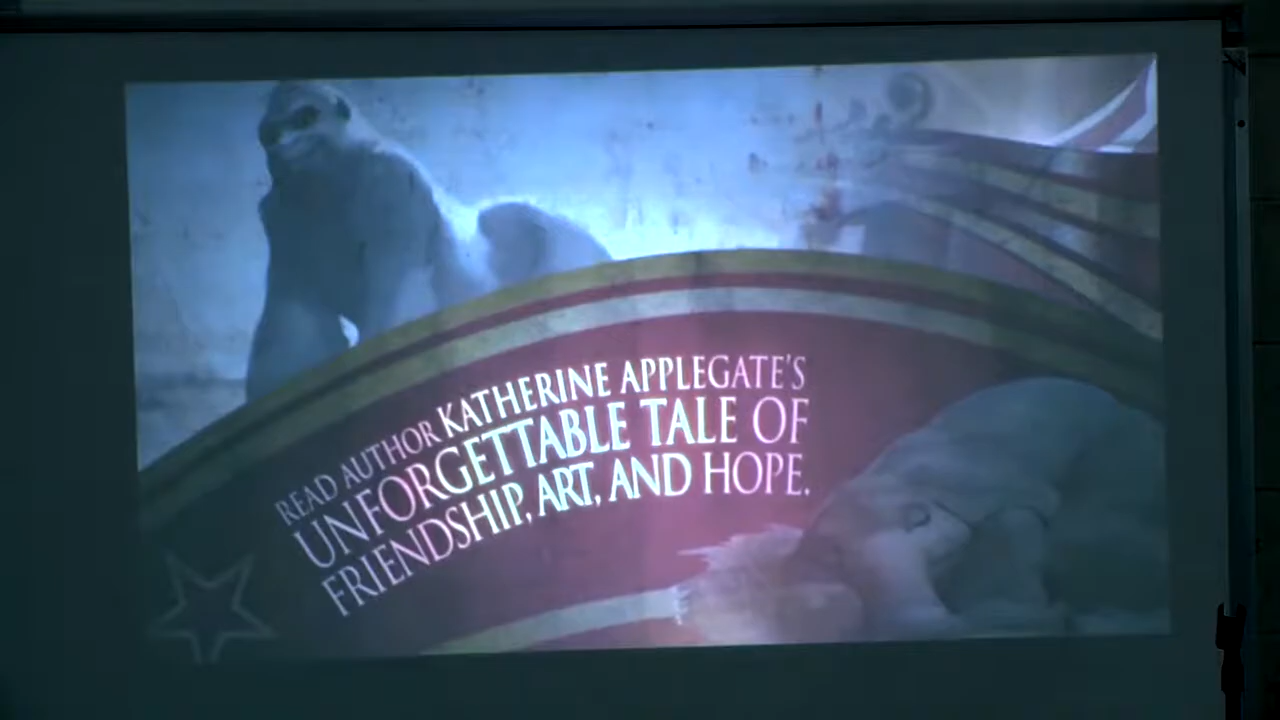 READ AUTHOR KATHERINE APPLEGATE'S
UNFORGETTABLE TALE OF
FRIENDSHIP, ART, AND HOPE.